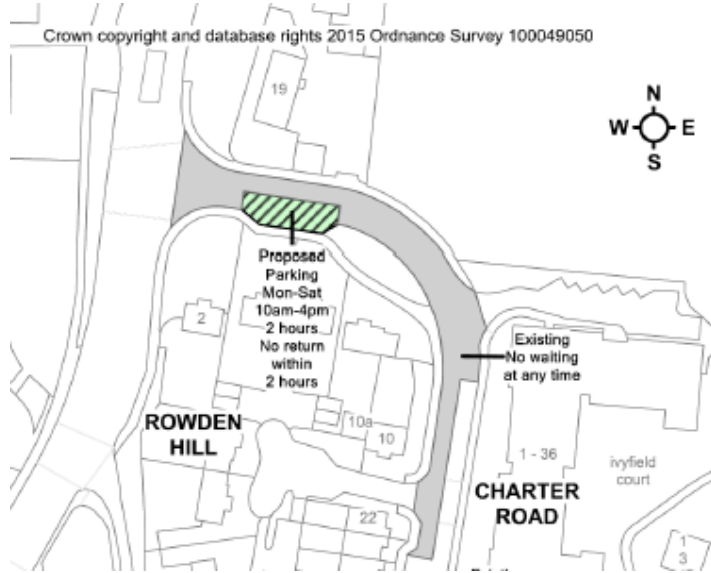 Crown copyright and database rights 2015 Ordnance Survey 100049050
19
N
W E
S
Proposed
Parking
Mon-Sat
10am-4pm
2 hours
No return
within
2 hours
2
Existing
No waiting
at any time
ROWDEN
HILL
10a
10
1 - 36
ivyfield
court
CHARTER
ROAD
22
1
3